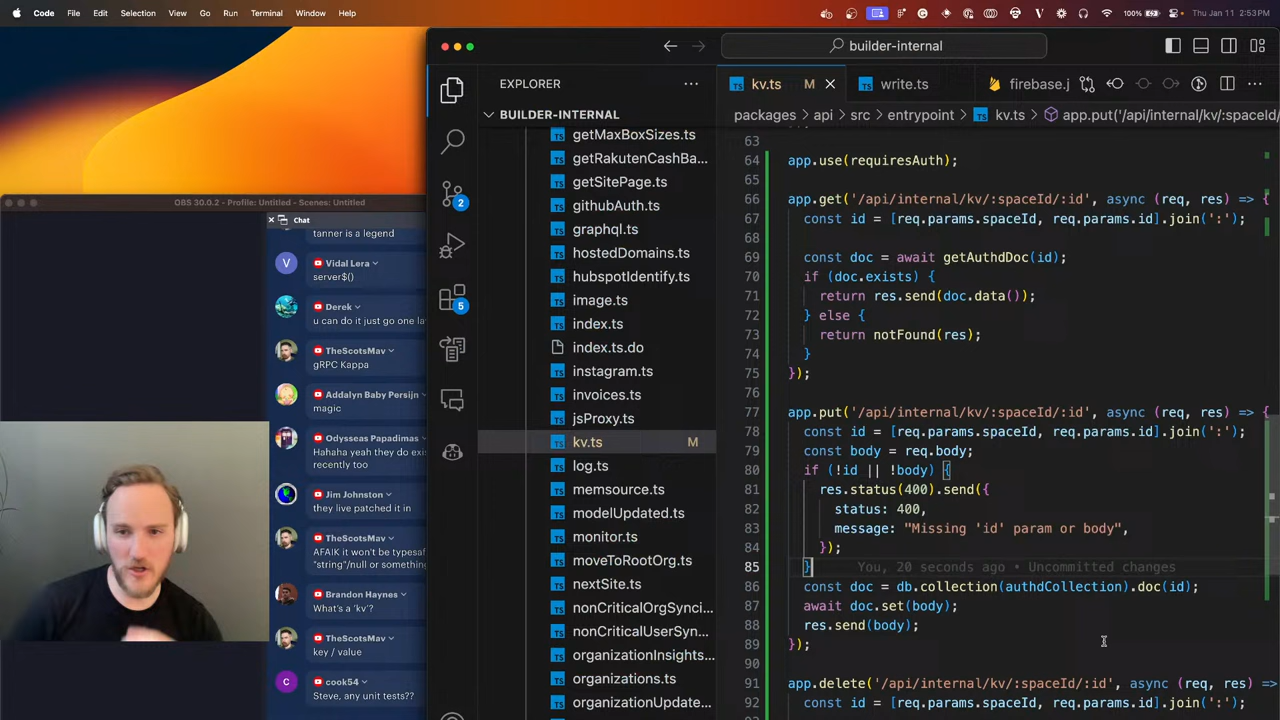 Code File Edit Selection View Go Run Terminal Window Help 100% Thu Jan 11 2:53 PM
builder-internal
EXPLORER
kv.ts M
write.ts
firebase.j
BUILDER-INTERNAL
packages > api > src > entrypoint > TS kv.ts > app.put('/api/internal/kv/:spaceId/
getMaxBoxSizes.ts
getRakutenCashBa...
getSitePage.ts
githubAuth.ts
graphql.ts
hostedDomains.ts
hubspotIdentify.ts
image.ts
index.ts
index.ts.do
instagram.ts
invoices.ts
jsProxy.ts
kv.ts M
log.ts
memsource.ts
modelUpdated.ts
monitor.ts
moveToRootOrg.ts
nextSite.ts
nonCriticalOrgSynci...
nonCriticalUserSyn...
organizationInsights...
organizations.ts
organizationUpdate...
2
5
OBS 30.0.2 - Profile: Untitled - Scenes: Untitled
Chat
tanner is a legend
V
Vidal Lera
server$()
Derek
u can do it just go one la
TheScotsMav
gRPC Kappa
Addalyn Baby Persijn
magic
Odysseas Papadimas
Hahaha yeah they do exis
recently too
Jim Johnston
they live patched it in
TheScotsMav
AFAIK it won't be typesaf
"string"/null or somethin
Brandon Haynes
What's a 'kv'?
TheScotsMav
key / value
C
cook54
Steve, any unit tests??
63
64 app.use(requiresAuth);
65
66 app.get('/api/internal/kv/:spaceId/:id', async (req, res) => {
67 const id = [req.params.spaceId, req.params.id].join(':');
68
69 const doc = await getAuthdDoc(id);
70 if (doc.exists) {
71 return res.send(doc.data());
72 } else {
73 return notFound(res);
74 }
75 });
76
77 app.put('/api/internal/kv/:spaceId/:id', async (req, res) => {
78 const id = [req.params.spaceId, req.params.id].join(':');
79 const body = req.body;
80 if (!id || !body) {
81 res.status(400).send({
82 status: 400,
83 message: "Missing 'id' param or body",
84 });
85 } You, 20 seconds ago • Uncommitted changes
86 const doc = db.collection(authdCollection).doc(id);
87 await doc.set(body);
88 res.send(body);
89 });
90
91 app.delete('/api/internal/kv/:spaceId/:id', async (req, res) =>
92 const id = [req.params.spaceId, req.params.id].join(':');